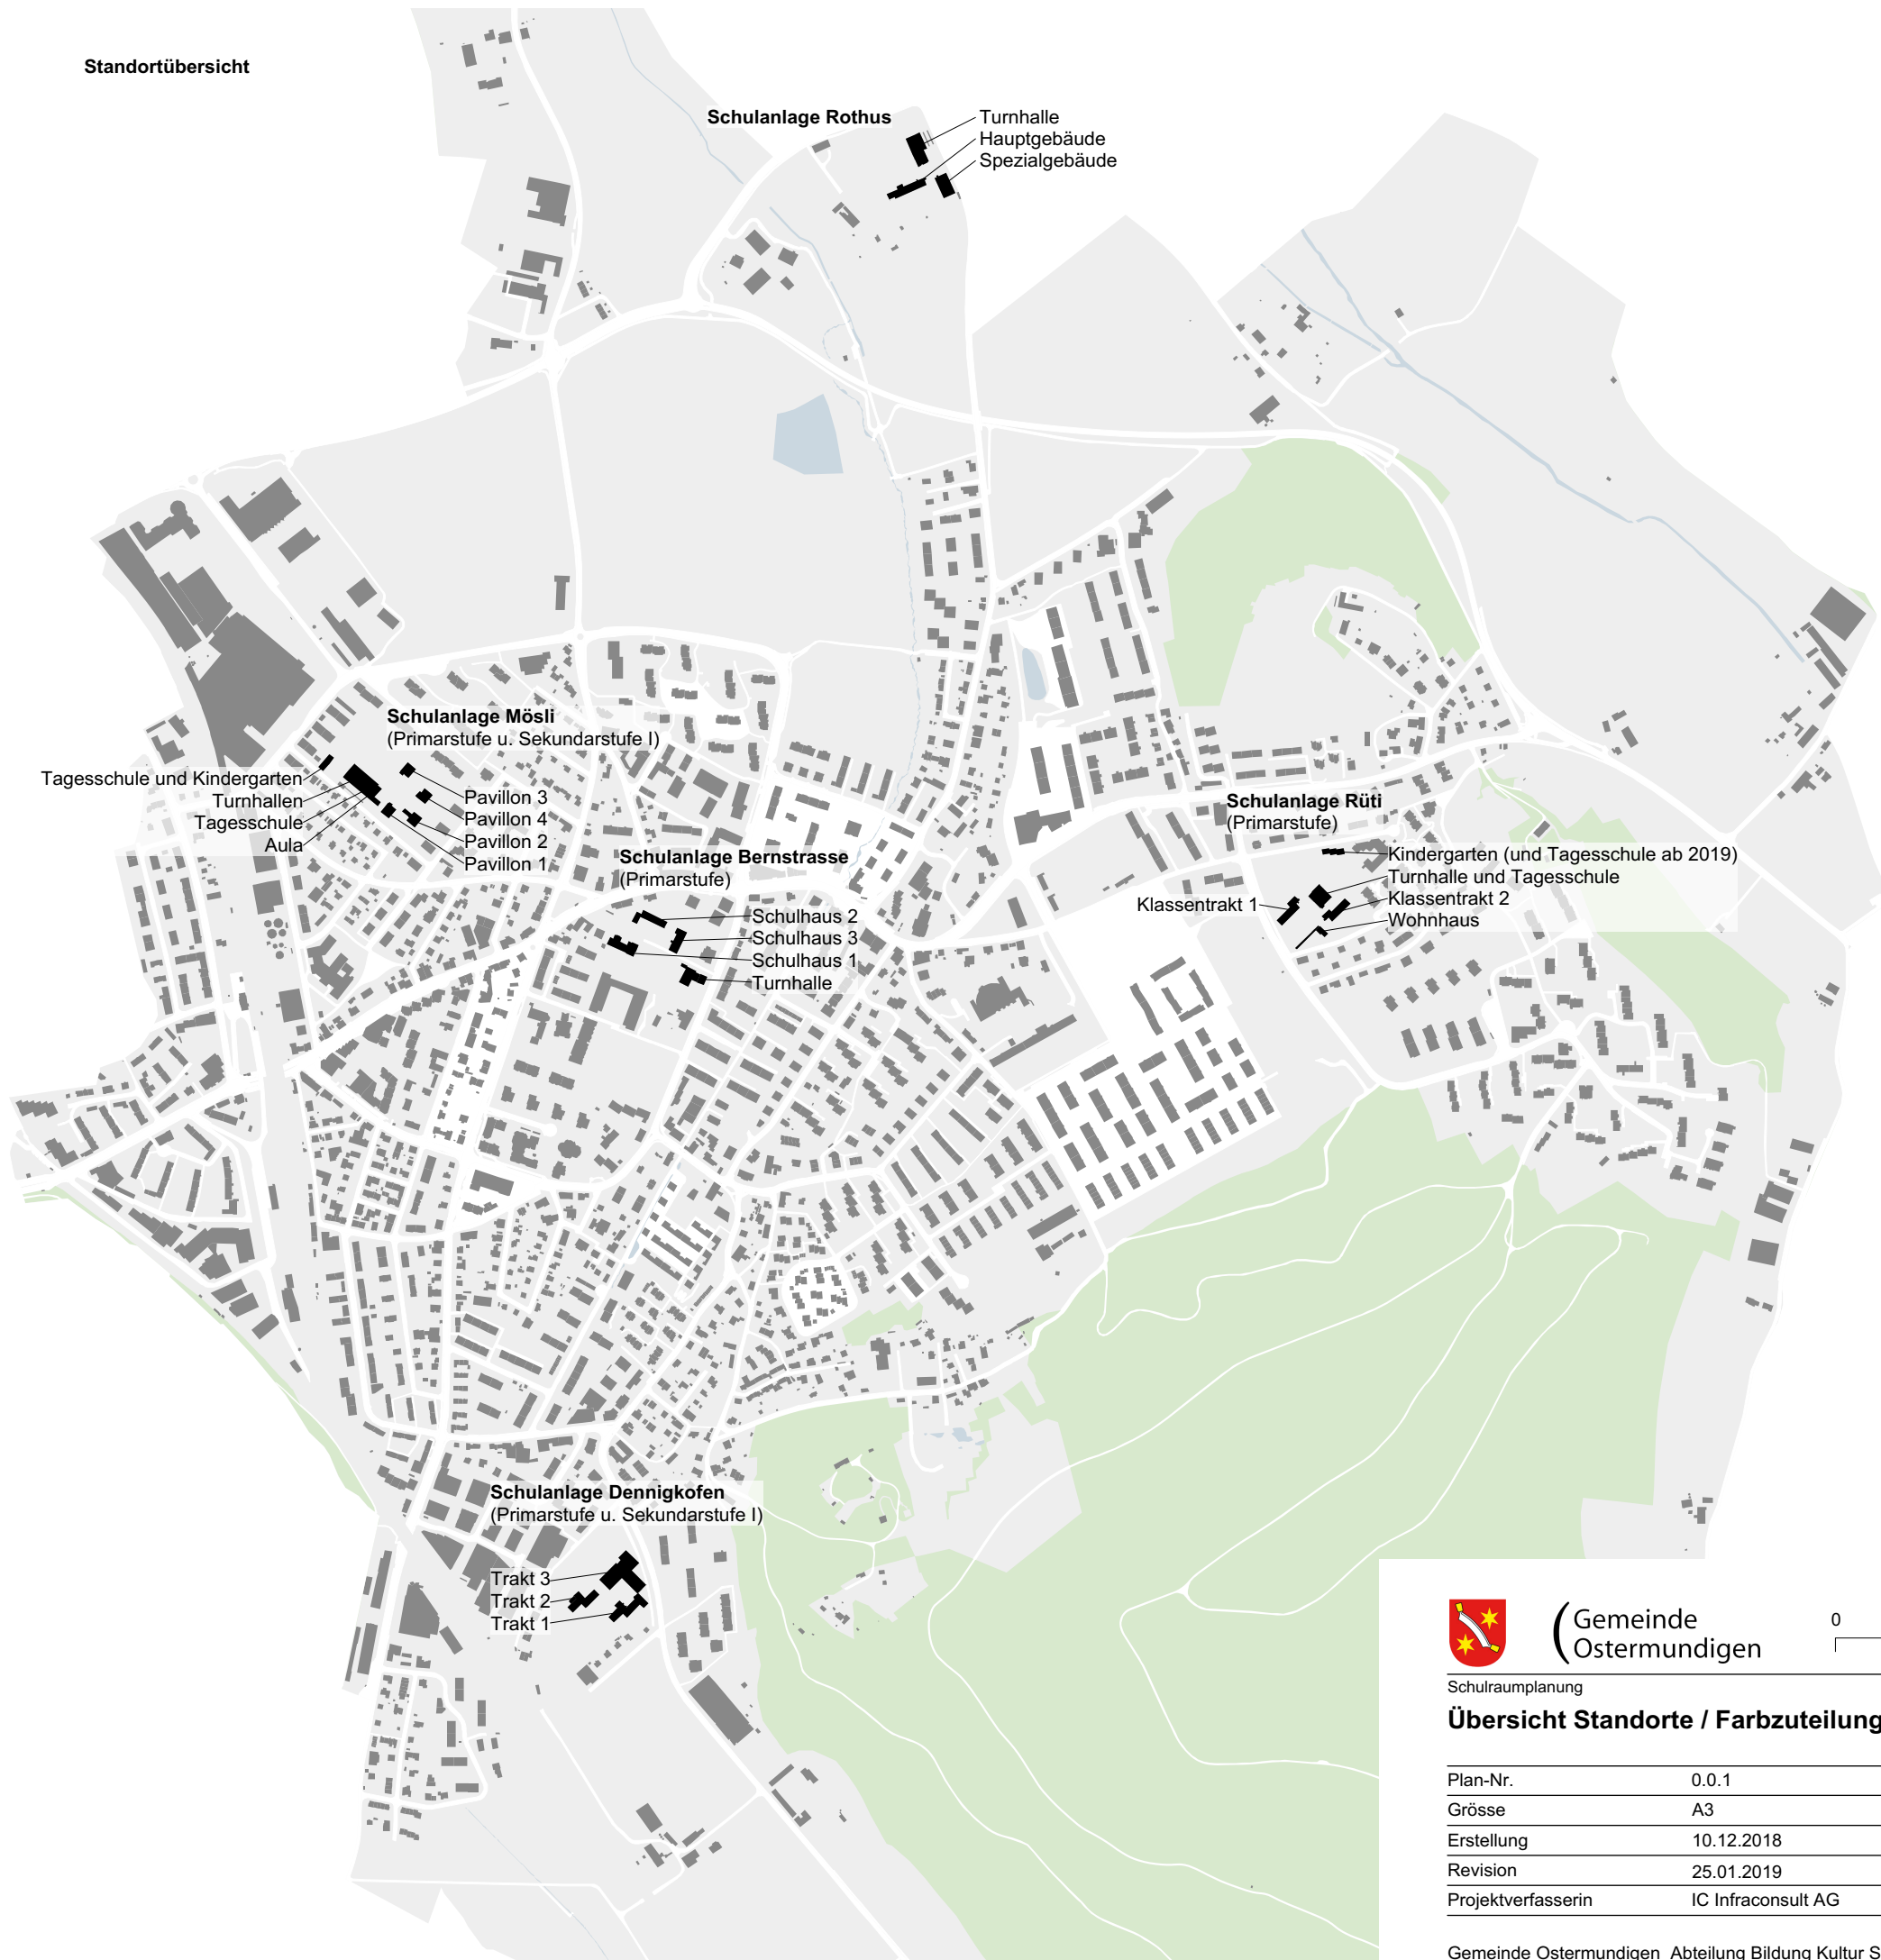 Standortübersicht
Schulanlage Rothus
Turnhalle
Hauptgebäude
Spezialgebäude
Schulanlage Mösli
(Primarstufe u. Sekundarstufe I)
Tagesschule und Kindergarten
Turnhallen
Tagesschule
Aula
Pavillon 3
Pavillon 4
Pavillon 2
Pavillon 1
Schulanlage Bernstrasse
(Primarstufe)
Schulhaus 2
Schulhaus 3
Schulhaus 1
Turnhalle
Schulanlage Rüti
(Primarstufe)
Kindergarten (und Tagesschule ab 2019)
Turnhalle und Tagesschule
Klassentrakt 1
Klassentrakt 2
Wohnhaus
Schulanlage Dennigkofen
(Primarstufe u. Sekundarstufe I)
Trakt 3
Trakt 2
Trakt 1
Gemeinde
Ostermundigen
0
Schulraumplanung
Übersicht Standorte / Farbzuteilung
Plan-Nr. 0.0.1
Grösse A3
Erstellung 10.12.2018
Revision 25.01.2019
Projektverfasserin IC Infraconsult AG
Gemeinde Ostermundigen Abteilung Bildung Kultur S